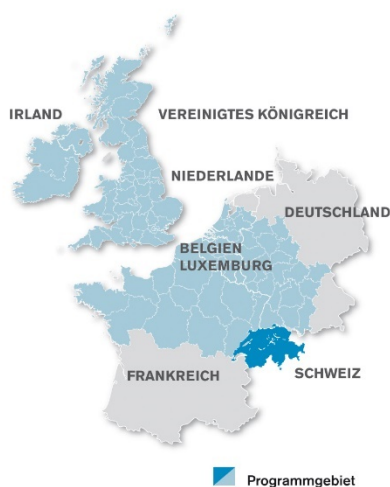 IRLAND
VEREINIGTES KÖNIGREICH
NIEDERLANDE
DEUTSCHLAND
BELGIEN
LUXEMBURG
FRANKREICH
SCHWEIZ
Programmgebiet